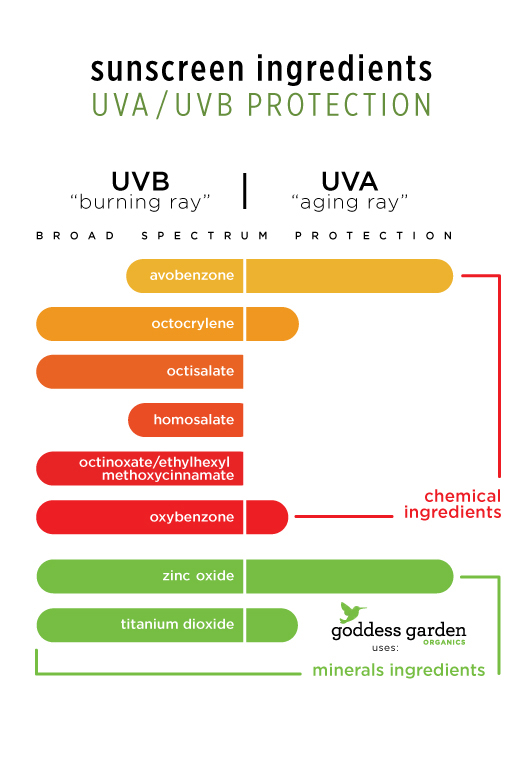 sunscreen ingredients
UVA/UVB PROTECTION
UVB | UVA
"burning ray" "aging ray"
BROAD SPECTRUM PROTECTION
avobenzone
octocrylene
octisalate
homosalate
octinoxate/ethylhexyl
methoxycinnamate
oxybenzone
chemical
ingredients
zinc oxide
titanium dioxide
goddess garden
ORGANICS
uses:
minerals ingredients